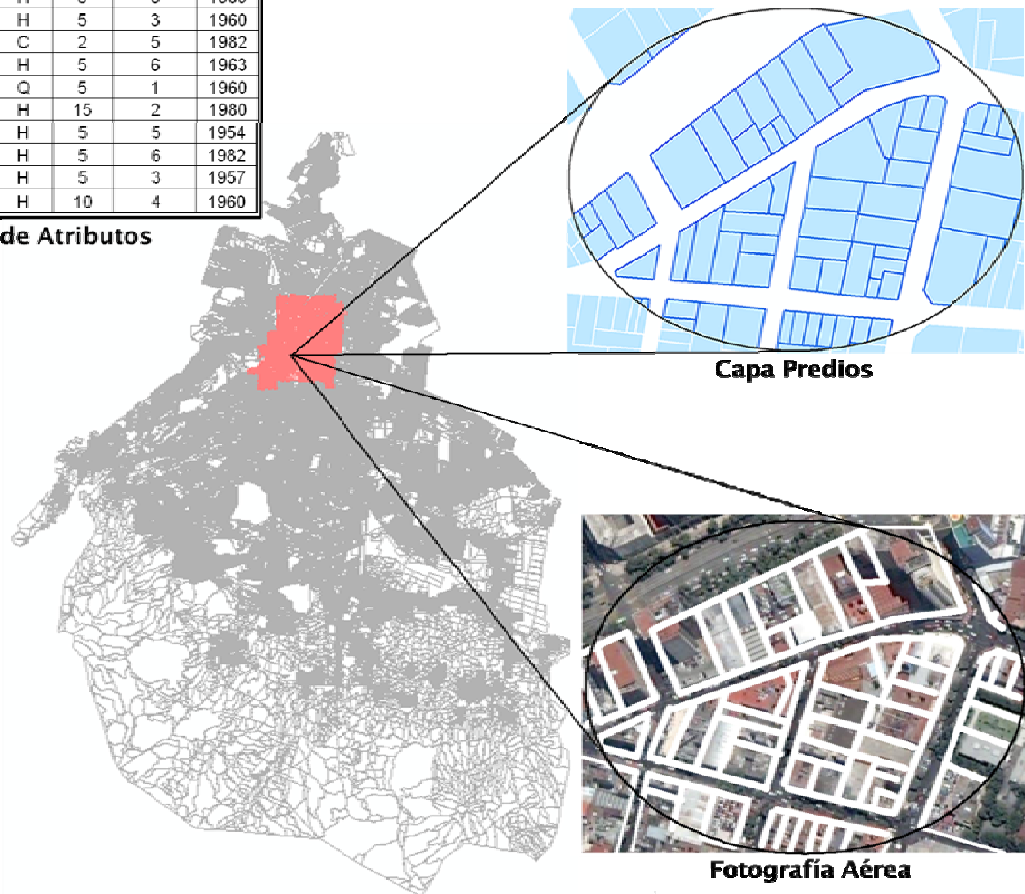 H 5 3 1960
C 2 5 1982
H 5 6 1963
Q 5 1 1960
H 15 2 1980
H 5 5 1954
H 5 6 1982
H 5 3 1957
H 10 4 1960
de Atributos
Capa Predios
Fotografía Aérea